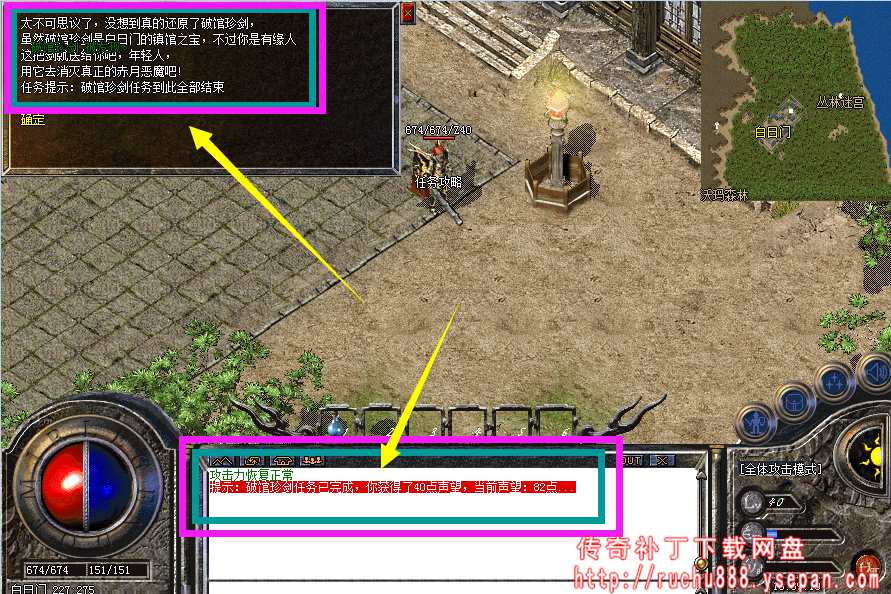 太不可思议了，没想到真的还原了破馆珍剑，
虽然破馆珍剑是白日门的镇馆之宝，不过你是有缘人
这把剑就送给你吧，年轻人，
用它去消灭真正的赤月恶魔吧！
任务提示：破馆珍剑任务到此全部结束
确定
674/674/Z40
任务攻略
丛林迷宫
白日门
沃玛森林
OUT
攻击力恢复正常
提示：破馆珍剑任务已完成，你获得了40点声望，当前声望：82点...
[全体攻击模式]
40
674/674
151/151
白日门 227:275
传奇补丁下载网盘
http://ruchu888.ysepan.com